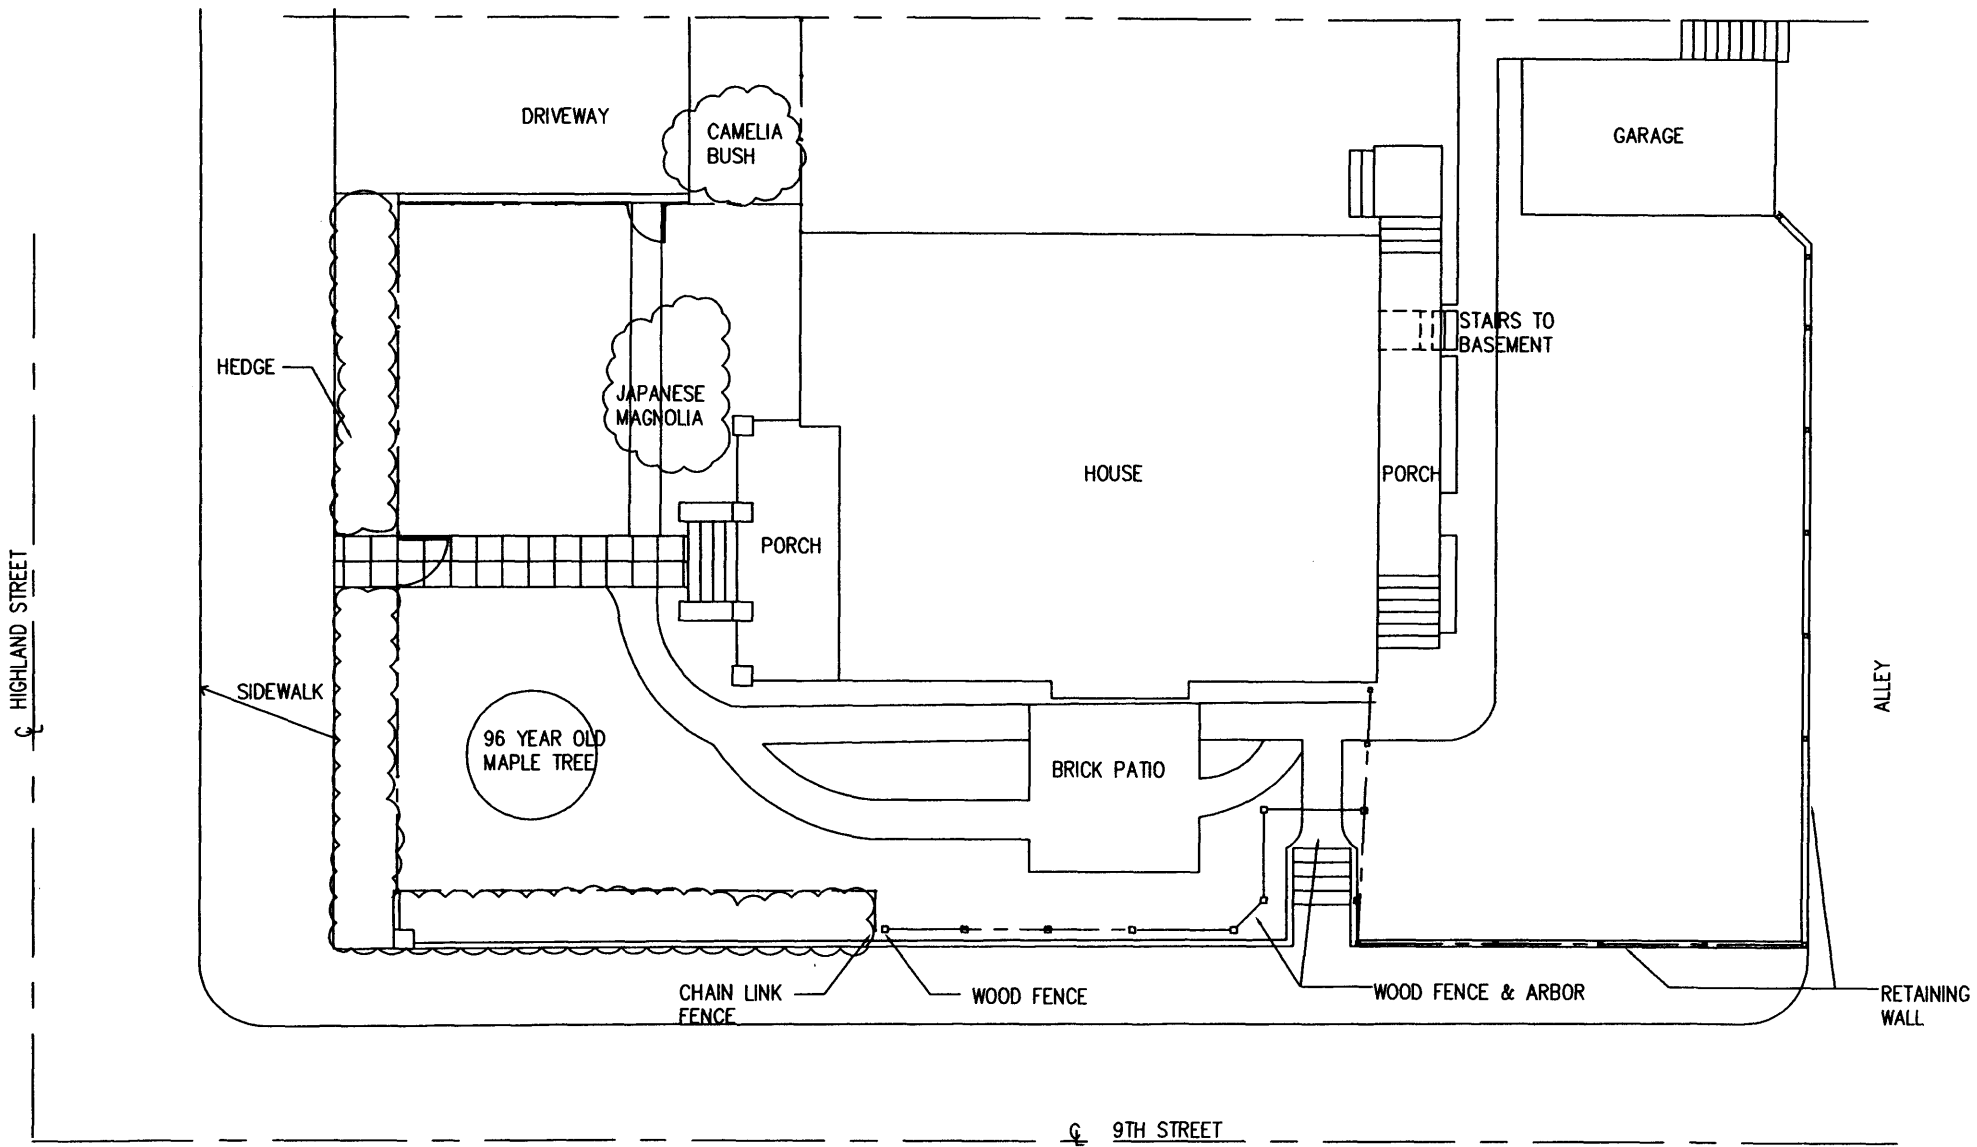 DRIVEWAY
CAMELIA
BUSH
GARAGE
STAIRS TO
BASEMENT
HEDGE
JAPANESE
MAGNOLIA
HOUSE
PORCH
PORCH
℄ HIGHLAND STREET
SIDEWALK
ALLEY
96 YEAR OLD
MAPLE TREE
BRICK PATIO
CHAIN LINK
FENCE
WOOD FENCE
WOOD FENCE & ARBOR
RETAINING
WALL
℄ 9TH STREET